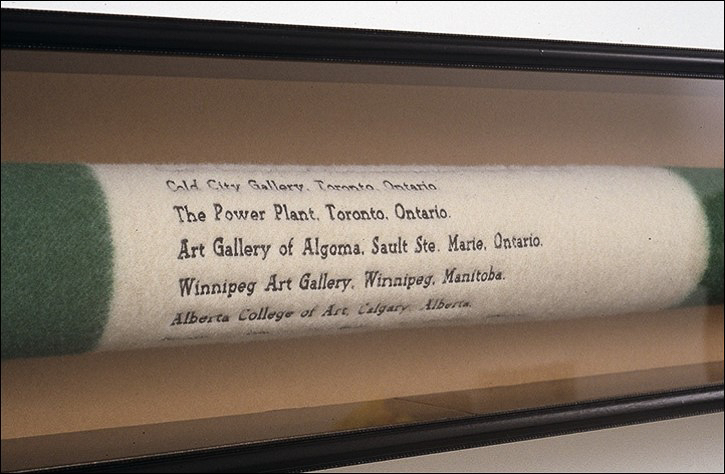 Cold City Gallery, Toronto, Ontario
The Power Plant, Toronto, Ontario.
Art Gallery of Algoma, Sault Ste. Marie, Ontario.
Winnipeg Art Gallery, Winnipeg, Manitoba.
Alberta College of Art, Calgary, Alberta.